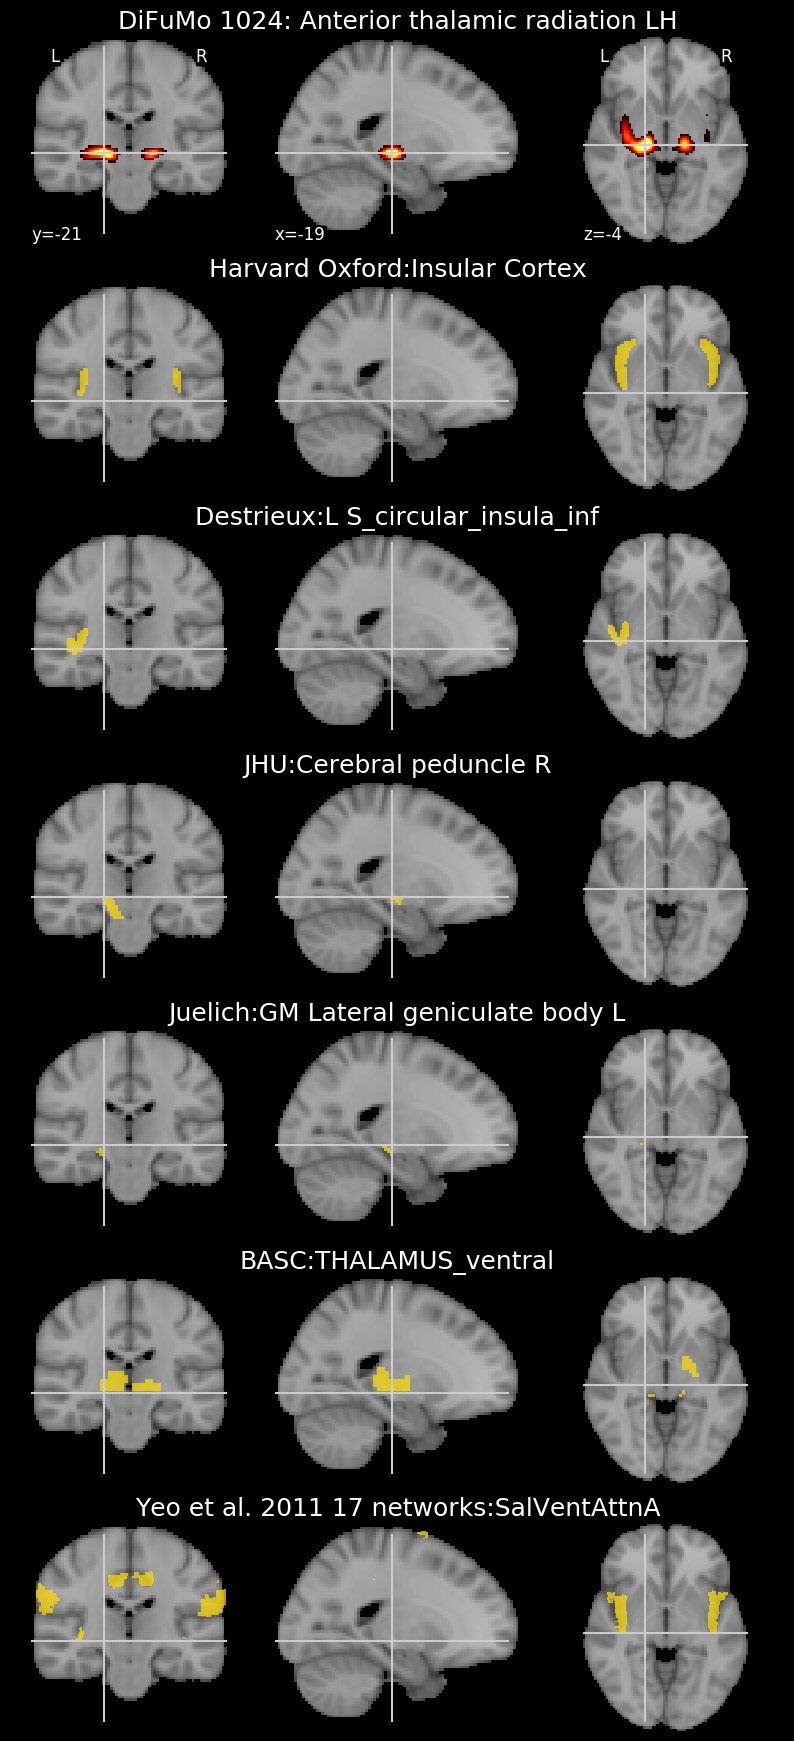 DiFuMo 1024: Anterior thalamic radiation LH
L R L R
y=-21 x=-19 z=-4
Harvard Oxford:Insular Cortex
Destrieux:L S_circular_insula_inf
JHU:Cerebral peduncle R
Juelich:GM Lateral geniculate body L
BASC:THALAMUS_ventral
Yeo et al. 2011 17 networks:SalVentAttnA